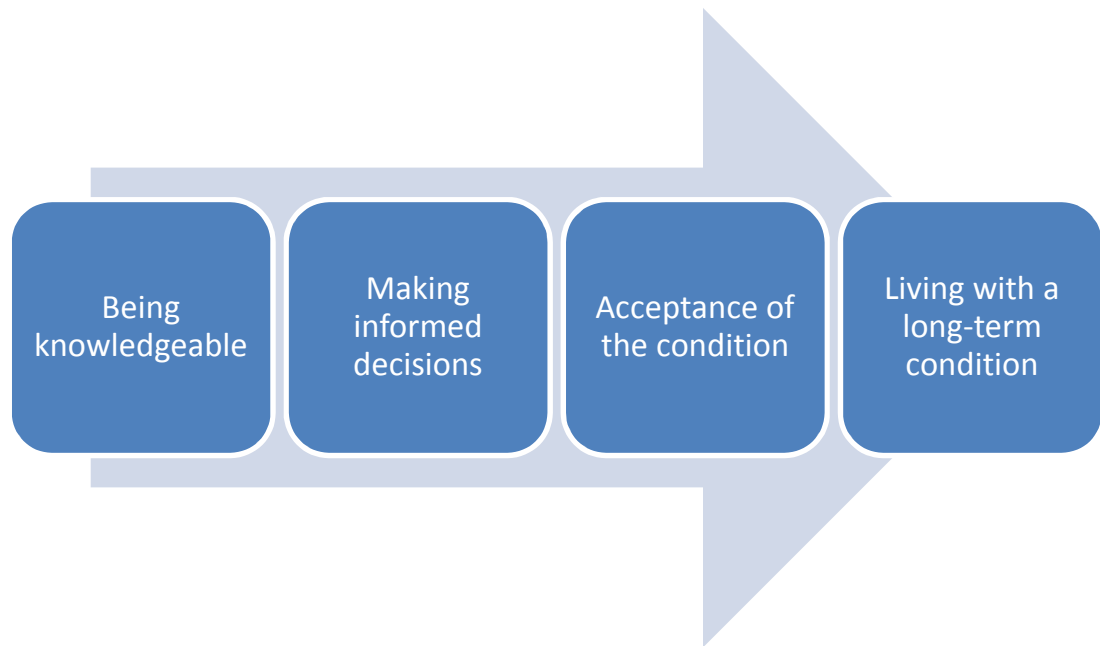 Being
knowledgeable
Making
informed
decisions
Acceptance of
the condition
Living with a
long-term
condition